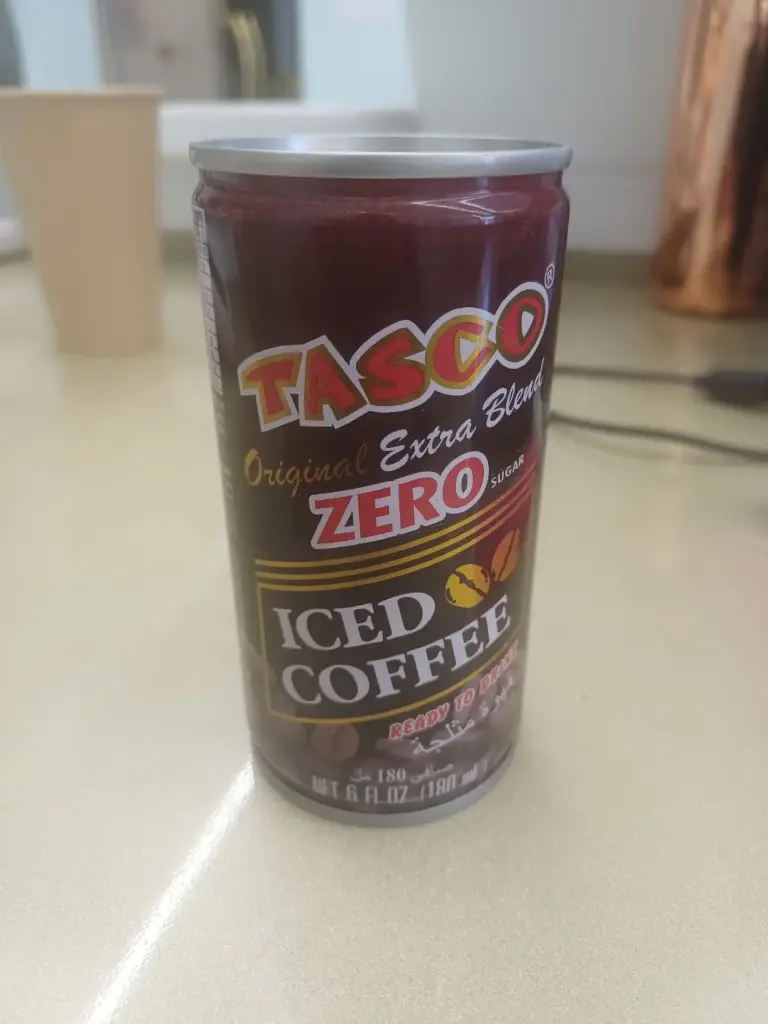 TASCO®
Original Extra Blend
ZERO SUGAR
ICED
COFFEE
READY TO DRINK
قهوة مثلجة
صافي 180 مل
NET 6 FL OZ (180 ml)